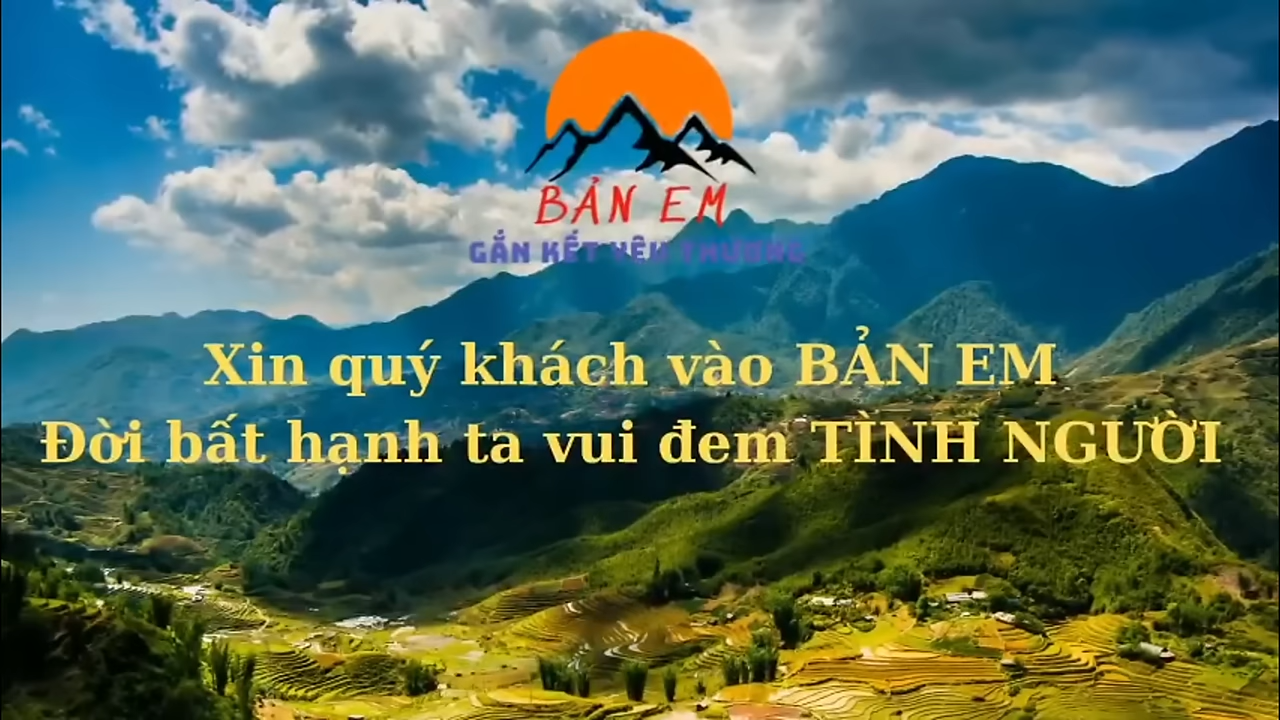 BẢN EM
GẮN KẾT YÊU THƯƠNG
Xin quý khách vào BẢN EM
Đời bất hạnh ta vui đem TÌNH NGƯỜI